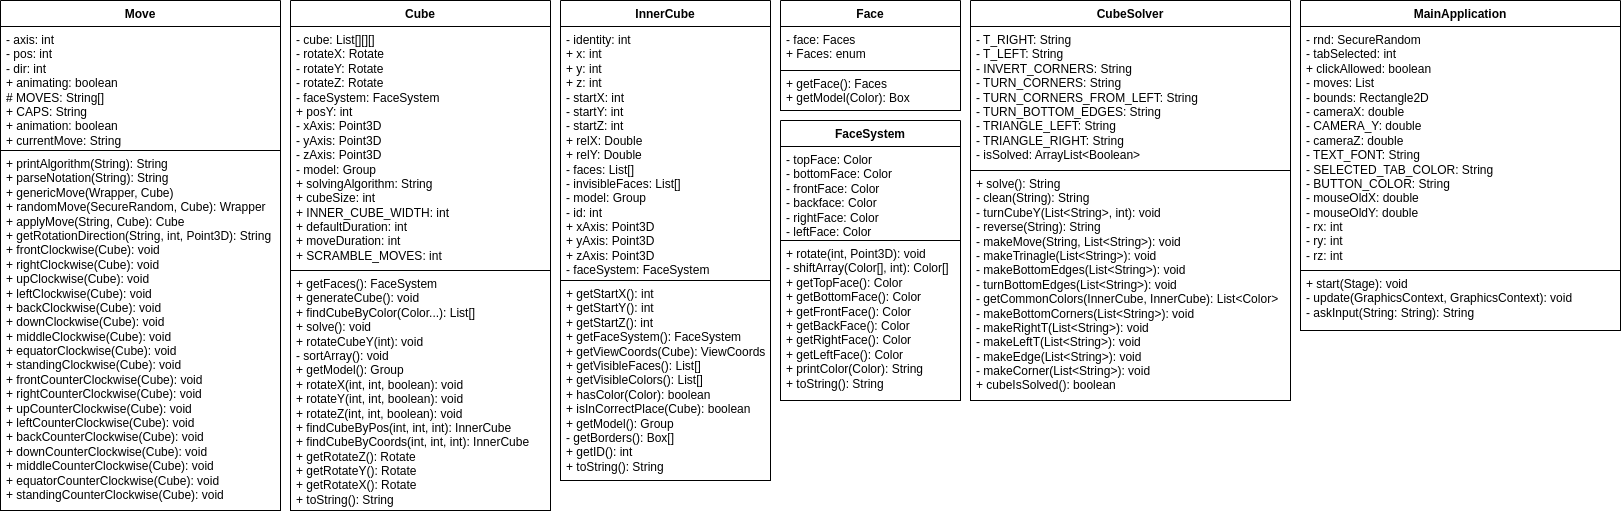 Move
- axis: int
- pos: int
- dir: int
+ animating: boolean
# MOVES: String[]
+ CAPS: String
+ animation: boolean
+ currentMove: String
+ printAlgorithm(String): String
+ parseNotation(String): String
+ genericMove(Wrapper, Cube)
+ randomMove(SecureRandom, Cube): Wrapper
+ applyMove(String, Cube): Cube
+ getRotationDirection(String, int, Point3D): String
+ frontClockwise(Cube): void
+ rightClockwise(Cube): void
+ upClockwise(Cube): void
+ leftClockwise(Cube): void
+ backClockwise(Cube): void
+ downClockwise(Cube): void
+ middleClockwise(Cube): void
+ equatorClockwise(Cube): void
+ standingClockwise(Cube): void
+ frontCounterClockwise(Cube): void
+ rightCounterClockwise(Cube): void
+ upCounterClockwise(Cube): void
+ leftCounterClockwise(Cube): void
+ backCounterClockwise(Cube): void
+ downCounterClockwise(Cube): void
+ middleCounterClockwise(Cube): void
+ equatorCounterClockwise(Cube): void
+ standingCounterClockwise(Cube): void
Cube
- cube: List[][][]
- rotateX: Rotate
- rotateY: Rotate
- rotateZ: Rotate
- faceSystem: FaceSystem
+ posY: int
- xAxis: Point3D
- yAxis: Point3D
- zAxis: Point3D
- model: Group
+ solvingAlgorithm: String
+ cubeSize: int
+ INNER_CUBE_WIDTH: int
+ defaultDuration: int
+ moveDuration: int
+ SCRAMBLE_MOVES: int
+ getFaces(): FaceSystem
+ generateCube(): void
+ findCubeByColor(Color...): List[]
+ solve(): void
+ rotateCubeY(int): void
- sortArray(): void
+ getModel(): Group
+ rotateX(int, int, boolean): void
+ rotateY(int, int, boolean): void
+ rotateZ(int, int, boolean): void
+ findCubeByPos(int, int, int): InnerCube
+ findCubeByCoords(int, int, int): InnerCube
+ getRotateZ(): Rotate
+ getRotateY(): Rotate
+ getRotateX(): Rotate
+ toString(): String
InnerCube
- identity: int
+ x: int
+ y: int
+ z: int
- startX: int
- startY: int
- startZ: int
+ relX: Double
+ relY: Double
- faces: List[]
- invisibleFaces: List[]
- model: Group
- id: int
+ xAxis: Point3D
+ yAxis: Point3D
+ zAxis: Point3D
- faceSystem: FaceSystem
+ getStartX(): int
+ getStartY(): int
+ getStartZ(): int
+ getFaceSystem(): FaceSystem
+ getViewCoords(Cube): ViewCoords
+ getVisibleFaces(): List[]
+ getVisibleColors(): List[]
+ hasColor(Color): boolean
+ isInCorrectPlace(Cube): boolean
+ getModel(): Group
- getBorders(): Box[]
+ getID(): int
+ toString(): String
Face
- face: Faces
+ Faces: enum
+ getFace(): Faces
+ getModel(Color): Box
FaceSystem
- topFace: Color
- bottomFace: Color
- frontFace: Color
- backface: Color
- rightFace: Color
- leftFace: Color
+ rotate(int, Point3D): void
- shiftArray(Color[], int): Color[]
+ getTopFace(): Color
+ getBottomFace(): Color
+ getFrontFace(): Color
+ getBackFace(): Color
+ getRightFace(): Color
+ getLeftFace(): Color
+ printColor(Color): String
+ toString(): String
CubeSolver
- T_RIGHT: String
- T_LEFT: String
- INVERT_CORNERS: String
- TURN_CORNERS: String
- TURN_CORNERS_FROM_LEFT: String
- TURN_BOTTOM_EDGES: String
- TRIANGLE_LEFT: String
- TRIANGLE_RIGHT: String
- isSolved: ArrayList<Boolean>
+ solve(): String
- clean(String): String
- turnCubeY(List<String>, int): void
- reverse(String): String
- makeMove(String, List<String>): void
- makeTrinagle(List<String>): void
- makeBottomEdges(List<String>): void
- turnBottomEdges(List<String>): void
- getCommonColors(InnerCube, InnerCube): List<Color>
- makeBottomCorners(List<String>): void
- makeRightT(List<String>): void
- makeLeftT(List<String>): void
- makeEdge(List<String>): void
- makeCorner(List<String>): void
+ cubeIsSolved(): boolean
MainApplication
- rnd: SecureRandom
- tabSelected: int
+ clickAllowed: boolean
- moves: List
- bounds: Rectangle2D
- cameraX: double
- CAMERA_Y: double
- cameraZ: double
- TEXT_FONT: String
- SELECTED_TAB_COLOR: String
- BUTTON_COLOR: String
- mouseOldX: double
- mouseOldY: double
- rx: int
- ry: int
- rz: int
+ start(Stage): void
- update(GraphicsContext, GraphicsContext): void
- askInput(String: String): String